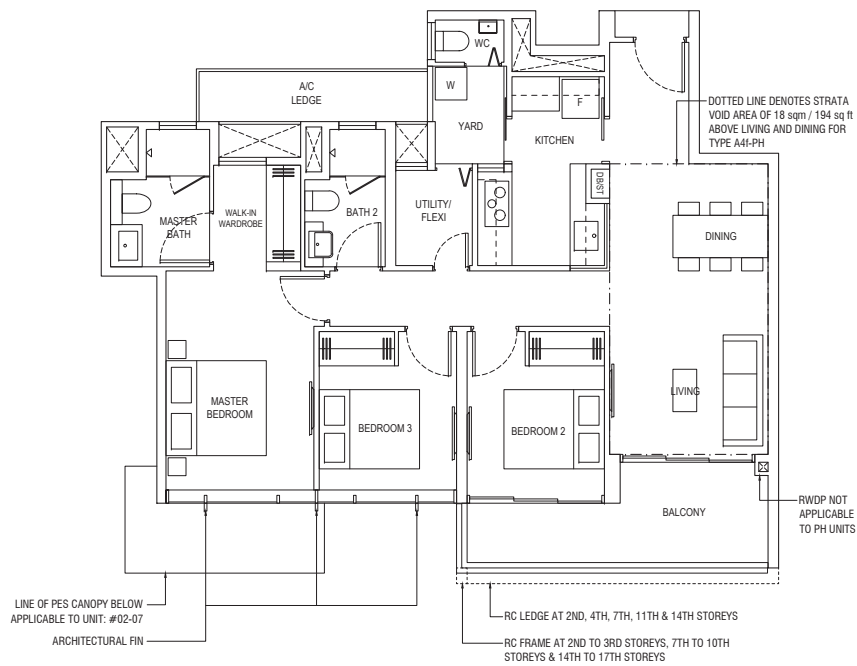 WC
A/C
LEDGE
W
F
DOTTED LINE DENOTES STRATA
VOID AREA OF 18 sqm / 194 sq ft
ABOVE LIVING AND DINING FOR
TYPE A4f-PH
YARD
KITCHEN
DB/ST
MASTER
BATH
WALK-IN
WARDROBE
BATH 2
UTILITY/
FLEXI
DINING
MASTER
BEDROOM
LIVING
BEDROOM 3
BEDROOM 2
BALCONY
RWDP NOT
APPLICABLE
TO PH UNITS
LINE OF PES CANOPY BELOW
APPLICABLE TO UNIT: #02-07
ARCHITECTURAL FIN
RC LEDGE AT 2ND, 4TH, 7TH, 11TH & 14TH STOREYS
RC FRAME AT 2ND TO 3RD STOREYS, 7TH TO 10TH
STOREYS & 14TH TO 17TH STOREYS